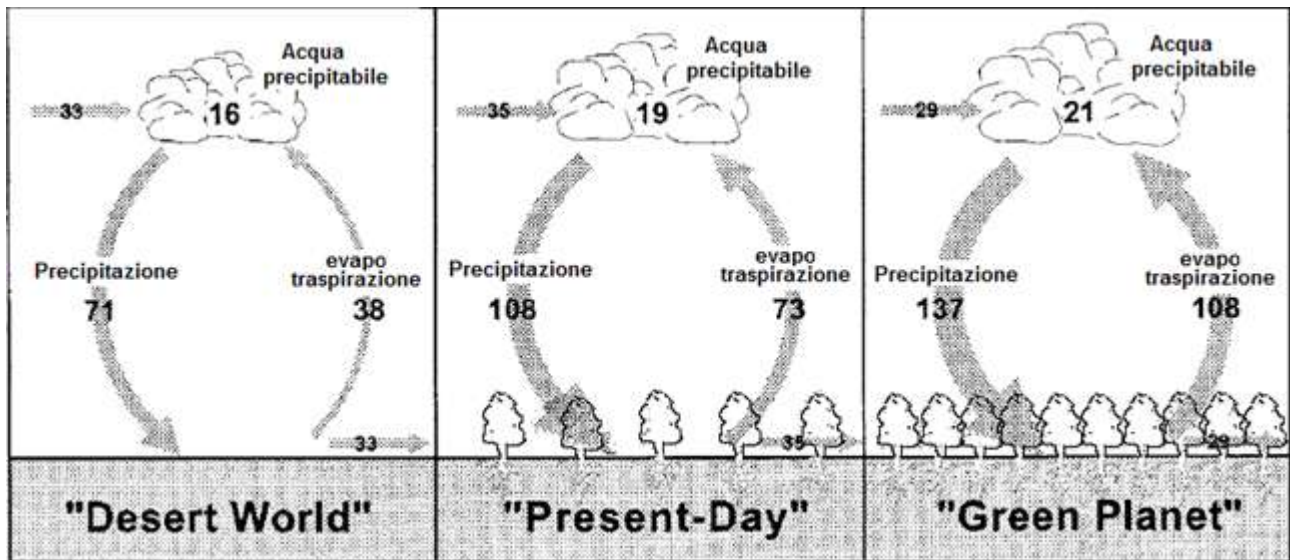 Acqua
precipitabile
33
16
Precipitazione
71
evapo
traspirazione
38
33
"Desert World"
Acqua
precipitabile
35
19
Precipitazione
108
evapo
traspirazione
73
35
"Present-Day"
Acqua
precipitabile
29
21
Precipitazione
137
evapo
traspirazione
108
29
"Green Planet"